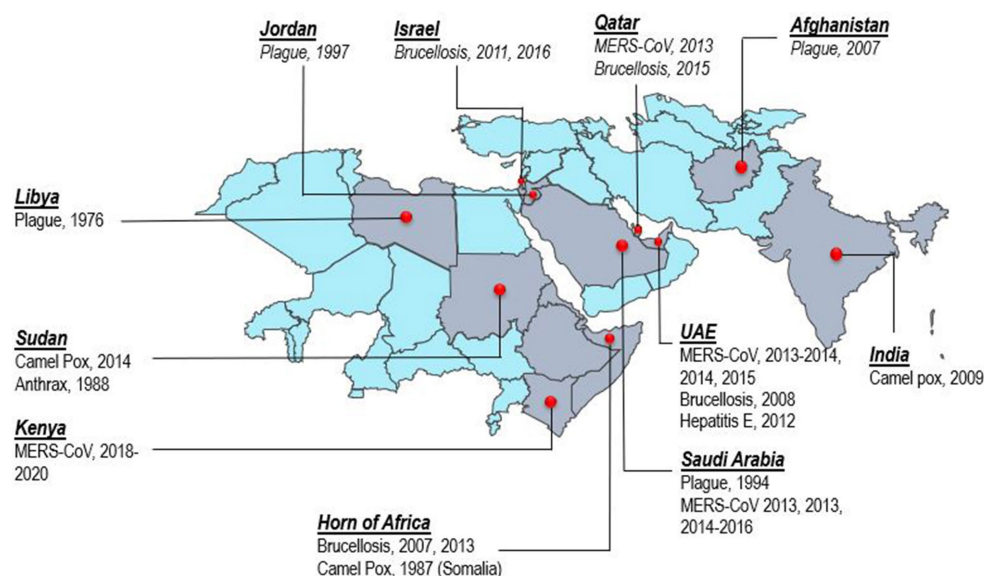 Jordan
Plague, 1997
Israel
Brucellosis, 2011, 2016
Qatar
MERS-CoV, 2013
Brucellosis, 2015
Afghanistan
Plague, 2007
Libya
Plague, 1976
Sudan
Camel Pox, 2014
Anthrax, 1988
Kenya
MERS-CoV, 2018-
2020
Horn of Africa
Brucellosis, 2007, 2013
Camel Pox, 1987 (Somalia)
UAE
MERS-CoV, 2013-2014,
2014, 2015
Brucellosis, 2008
Hepatitis E, 2012
Saudi Arabia
Plague, 1994
MERS-CoV 2013, 2013,
2014-2016
India
Camel pox, 2009